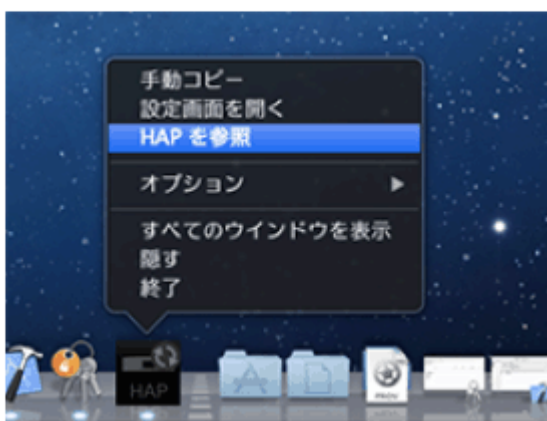 手動コピー
設定画面を開く
HAP を参照
オプション
すべてのウインドウを表示
隠す
終了
HAP